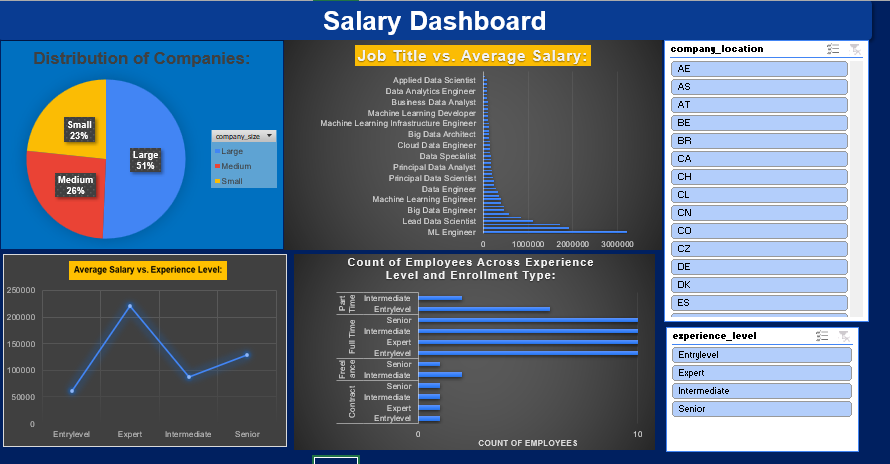 Salary Dashboard
Distribution of Companies:
Small
23%
Large
51%
Medium
26%
company_size
Large
Medium
Small
Job Title vs. Average Salary:
Applied Data Scientist
Data Analytics Engineer
Business Data Analyst
Machine Learning Developer
Machine Learning Infrastructure Engineer
Big Data Architect
Cloud Data Engineer
Data Specialist
Principal Data Analyst
Principal Data Scientist
Data Engineer
Machine Learning Engineer
Big Data Engineer
Lead Data Scientist
ML Engineer
0 1000000 2000000 3000000
company_location
AE
AS
AT
BE
BR
CA
CH
CL
CN
CO
CZ
DE
DK
ES
Average Salary vs. Experience Level:
250000
200000
150000
100000
50000
0
Entrylevel Expert Intermediate Senior
Count of Employees Across Experience
Level and Enrollment Type:
Part Time
Intermediate
Entrylevel
Full Time
Senior
Intermediate
Expert
Entrylevel
Freel ance
Senior
Intermediate
Contract
Senior
Intermediate
Expert
Entrylevel
0 10
COUNT OF EMPLOYEES
experience_level
Entrylevel
Expert
Intermediate
Senior